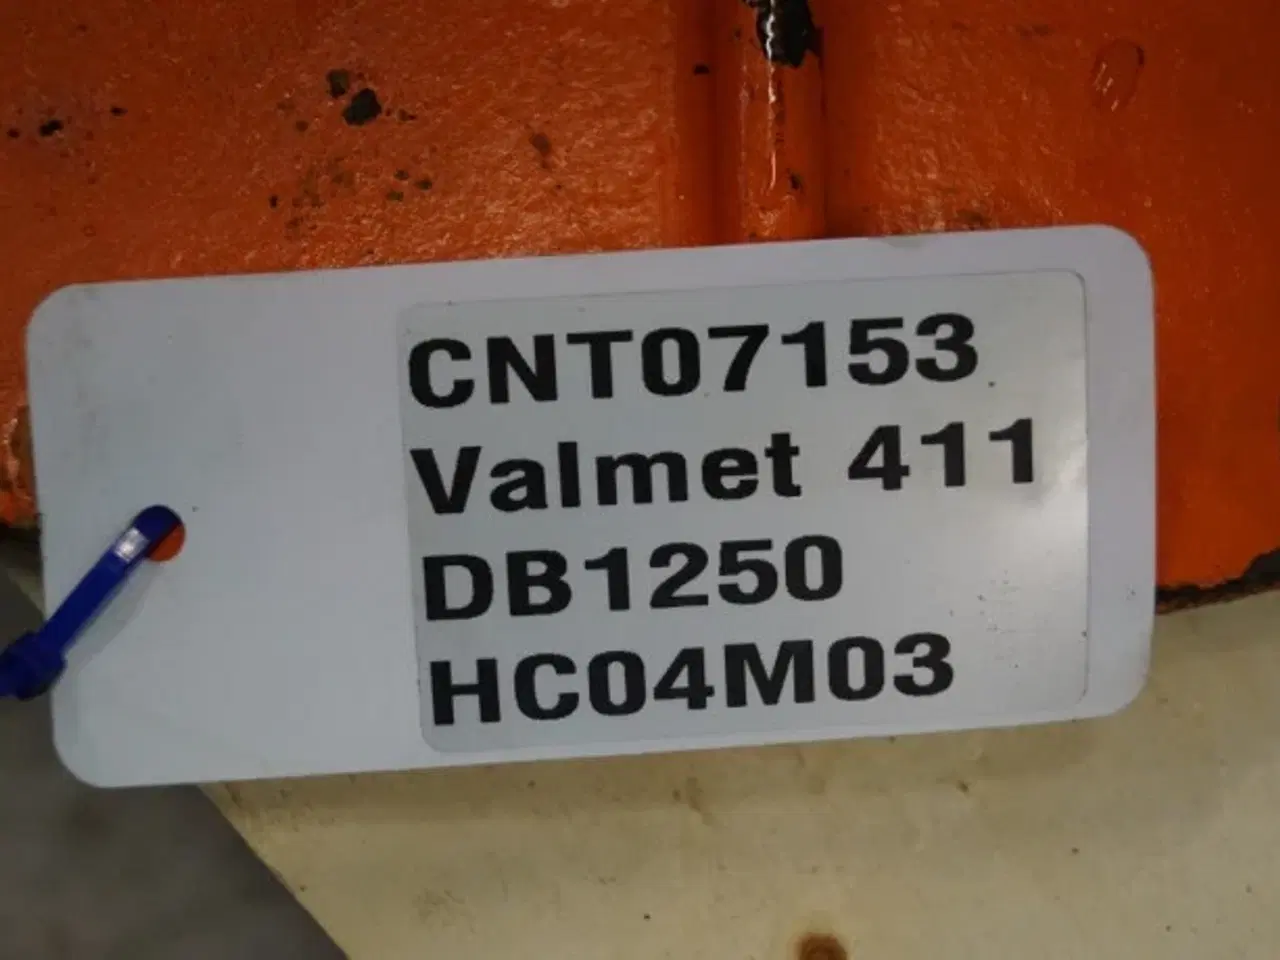 CNT07153
Valmet 411
DB1250
HC04M03